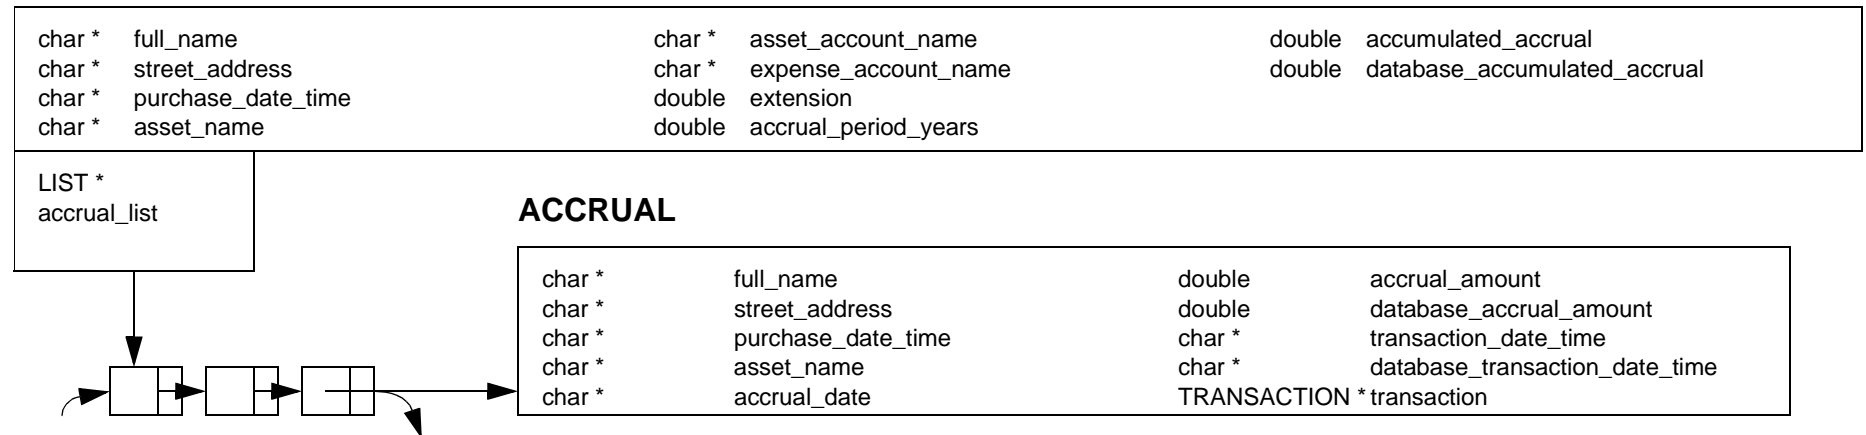 char * full_name char * asset_account_name double accumulated_accrual
char * street_address char * expense_account_name double database_accumulated_accrual
char * purchase_date_time double extension
char * asset_name double accrual_period_years
LIST *
accrual_list
ACCRUAL
char * full_name double accrual_amount
char * street_address double database_accrual_amount
char * purchase_date_time char * transaction_date_time
char * asset_name char * database_transaction_date_time
char * accrual_date TRANSACTION * transaction